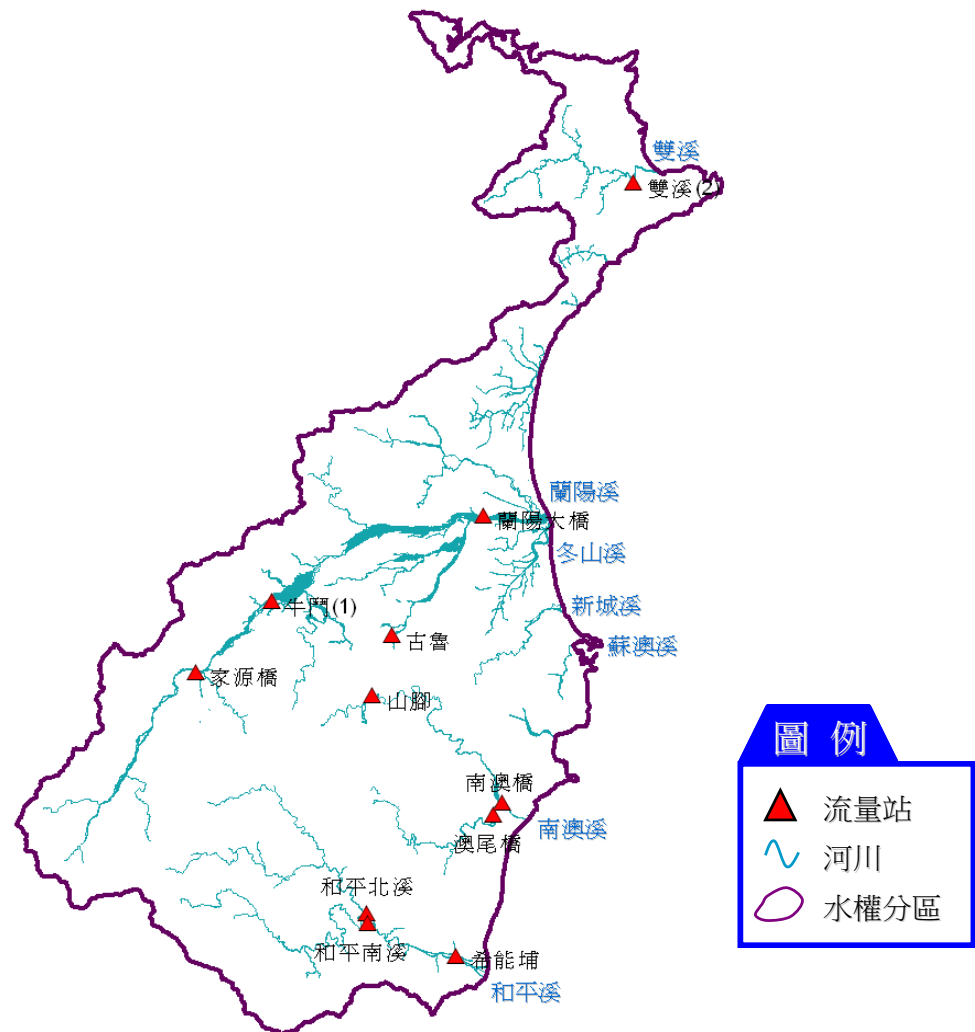 雙溪
雙溪(2)
蘭陽溪
蘭陽大橋
冬山溪
牛鬥(1)
新城溪
古魯
蘇澳溪
家源橋
山腳
圖 例
南澳橋
流量站
南澳溪
澳尾橋
河川
和平北溪
水權分區
和平南溪
希能埔
和平溪